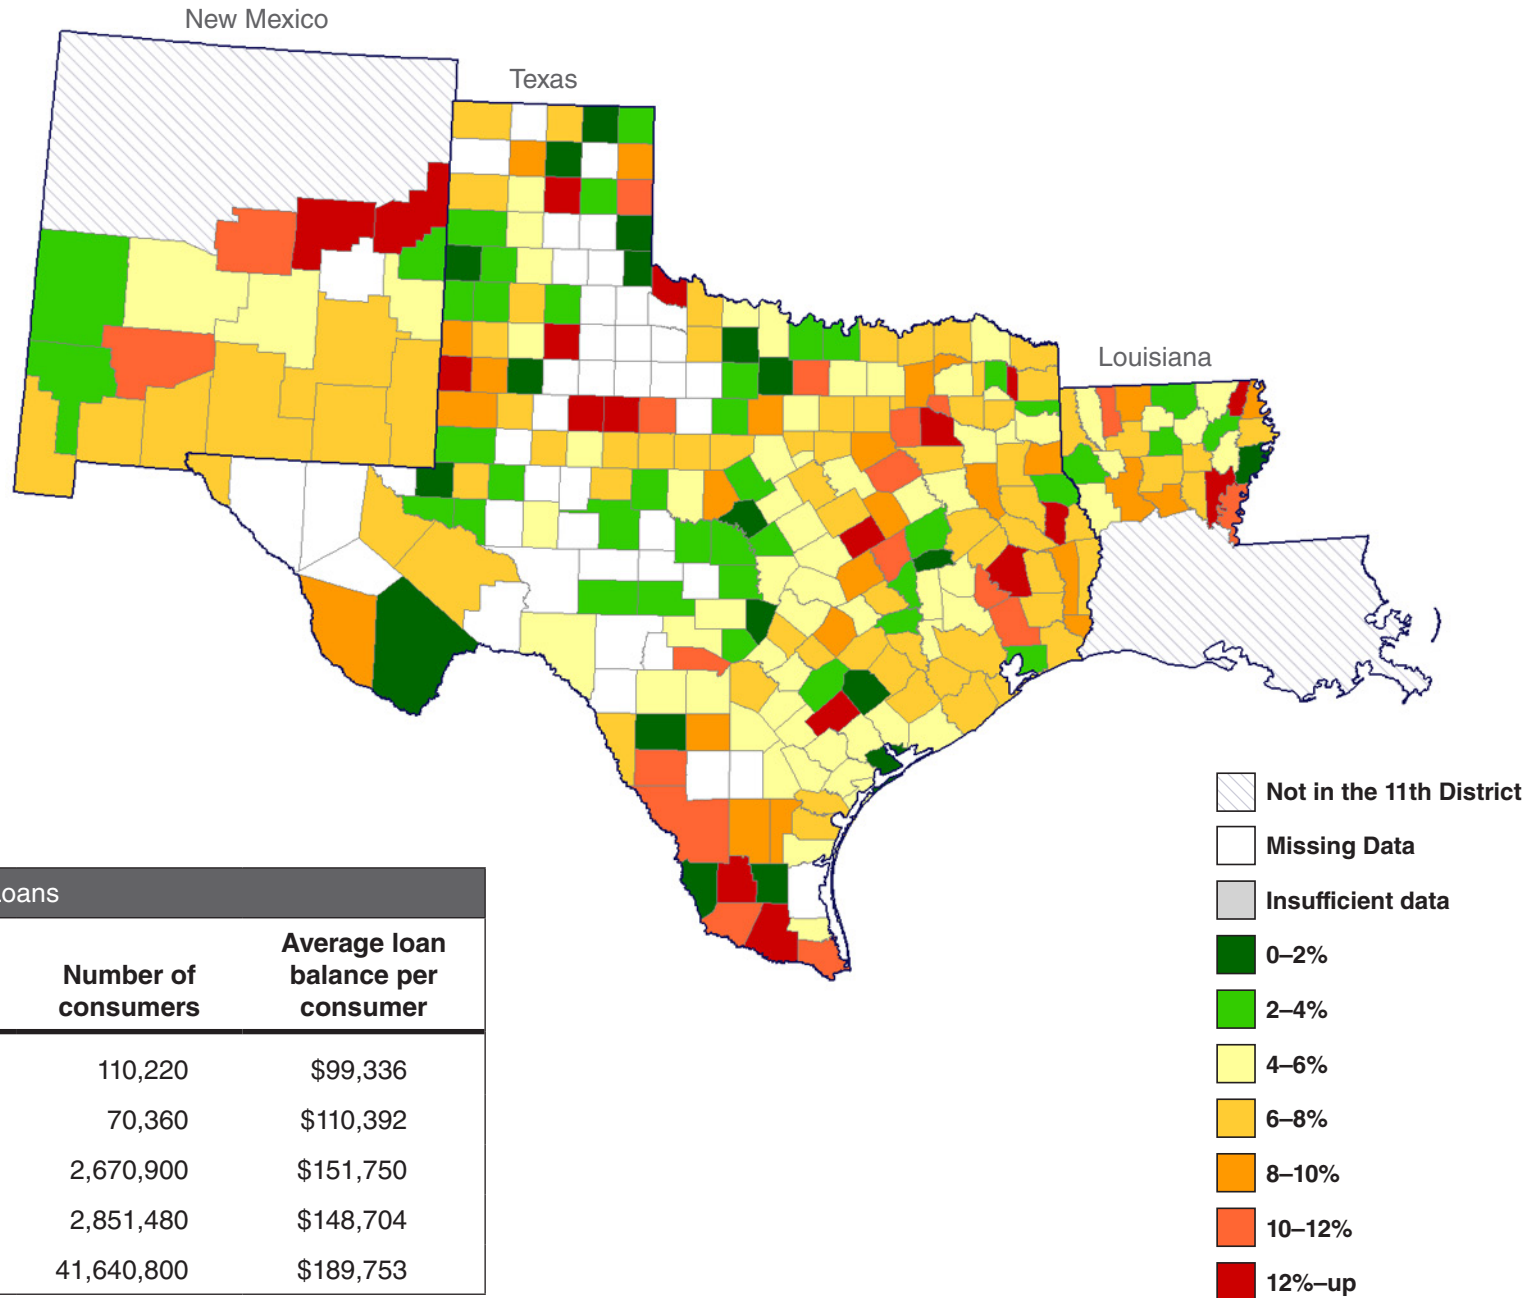 New Mexico
Texas
Louisiana
Not in the 11th District
Missing Data
Insufficient data
0–2%
2–4%
4–6%
6–8%
8–10%
10–12%
12%–up
Number of consumers
Average loan balance per consumer
110,220 $99,336
70,360 $110,392
2,670,900 $151,750
2,851,480 $148,704
41,640,800 $189,753